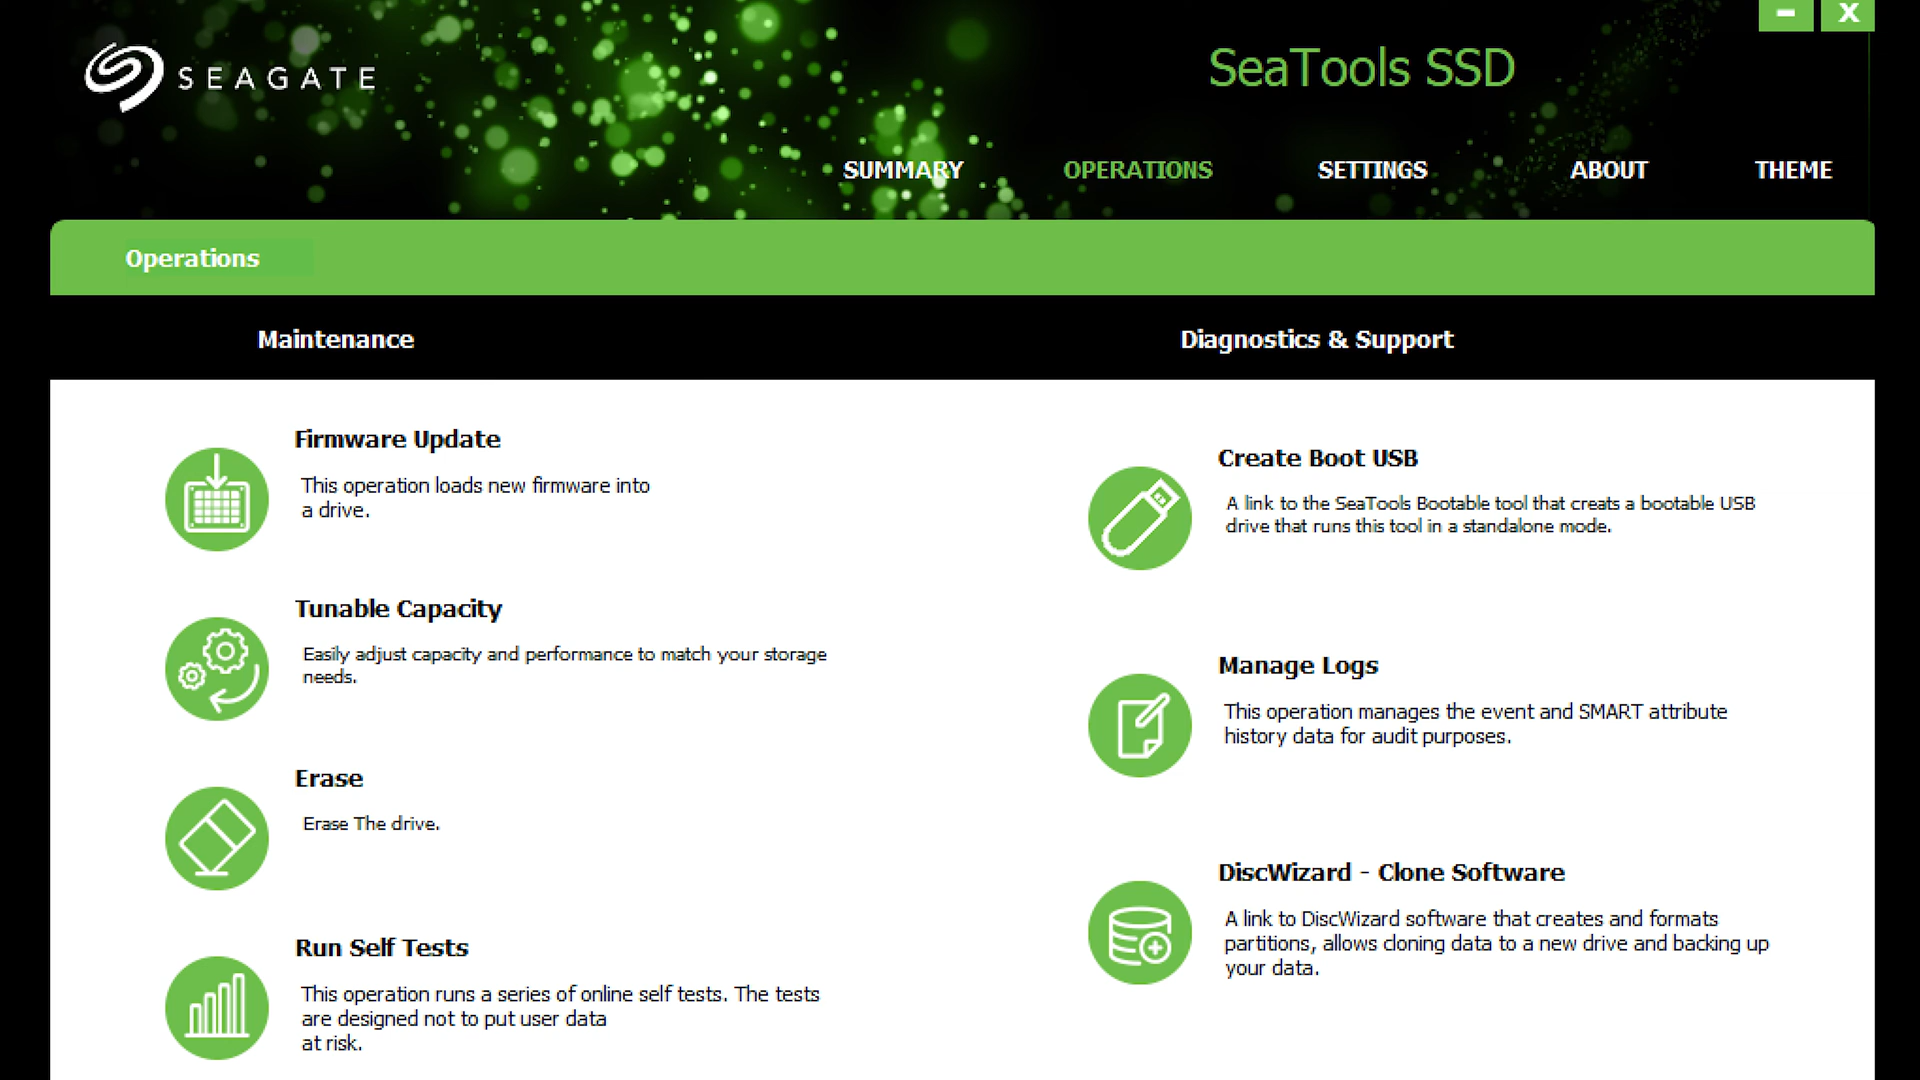 SEAGATE
SeaTools SSD
- X
SUMMARY OPERATIONS SETTINGS ABOUT THEME
Operations
Maintenance
Firmware Update
This operation loads new firmware into
a drive.
Tunable Capacity
Easily adjust capacity and performance to match your storage
needs.
Erase
Erase The drive.
Run Self Tests
This operation runs a series of online self tests. The tests
are designed not to put user data
at risk.
Diagnostics & Support
Create Boot USB
A link to the SeaTools Bootable tool that creats a bootable USB
drive that runs this tool in a standalone mode.
Manage Logs
This operation manages the event and SMART attribute
history data for audit purposes.
DiscWizard - Clone Software
A link to DiscWizard software that creates and formats
partitions, allows cloning data to a new drive and backing up
your data.